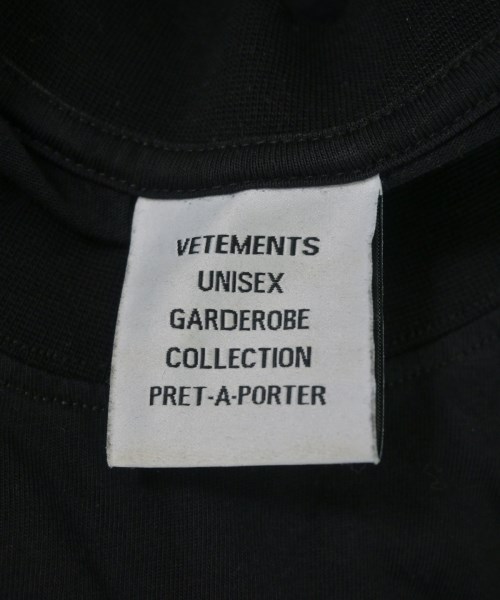 VETEMENTS
UNISEX
GARDEROBE
COLLECTION
PRET-A-PORTER